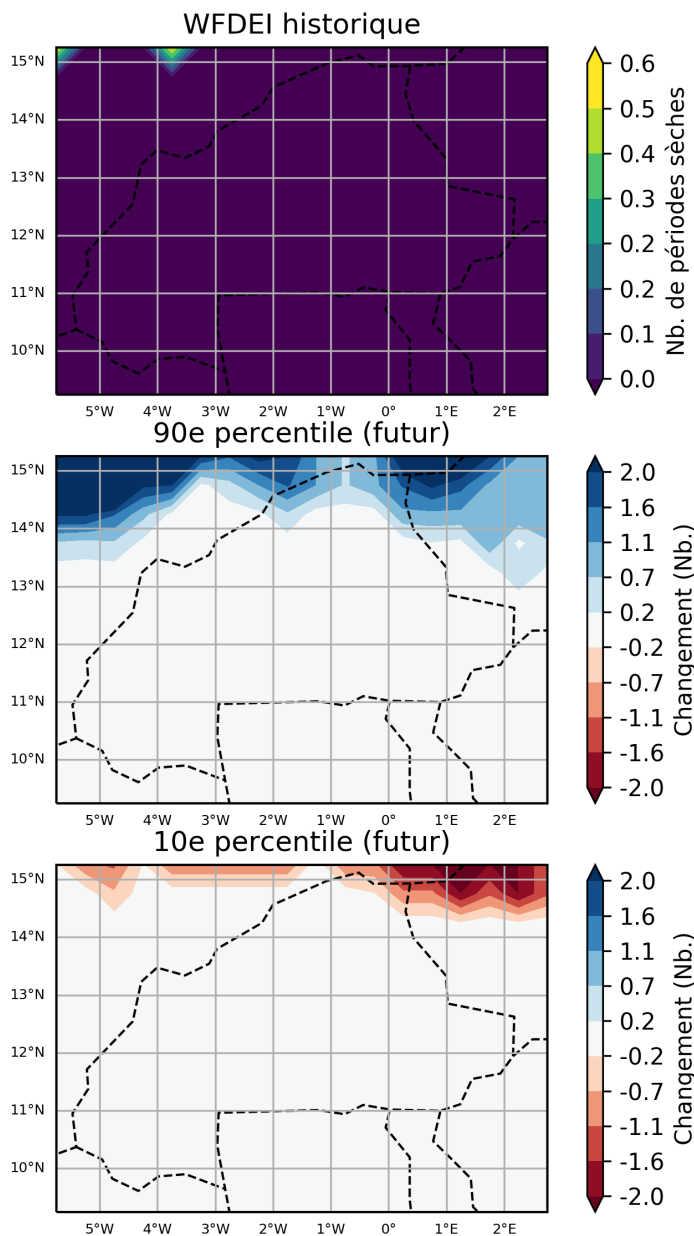 WFDEI historique
15°N
14°N
13°N
12°N
11°N
10°N
5°W 4°W 3°W 2°W 1°W 0° 1°E 2°E
0.6
0.5
0.4
0.3
0.2
0.2
0.1
0.0
Nb. de périodes sèches
90e percentile (futur)
15°N
14°N
13°N
12°N
11°N
10°N
5°W 4°W 3°W 2°W 1°W 0° 1°E 2°E
2.0
1.6
1.1
0.7
0.2
-0.2
-0.7
-1.1
-1.6
-2.0
Changement (Nb.)
10e percentile (futur)
15°N
14°N
13°N
12°N
11°N
10°N
5°W 4°W 3°W 2°W 1°W 0° 1°E 2°E
2.0
1.6
1.1
0.7
0.2
-0.2
-0.7
-1.1
-1.6
-2.0
Changement (Nb.)